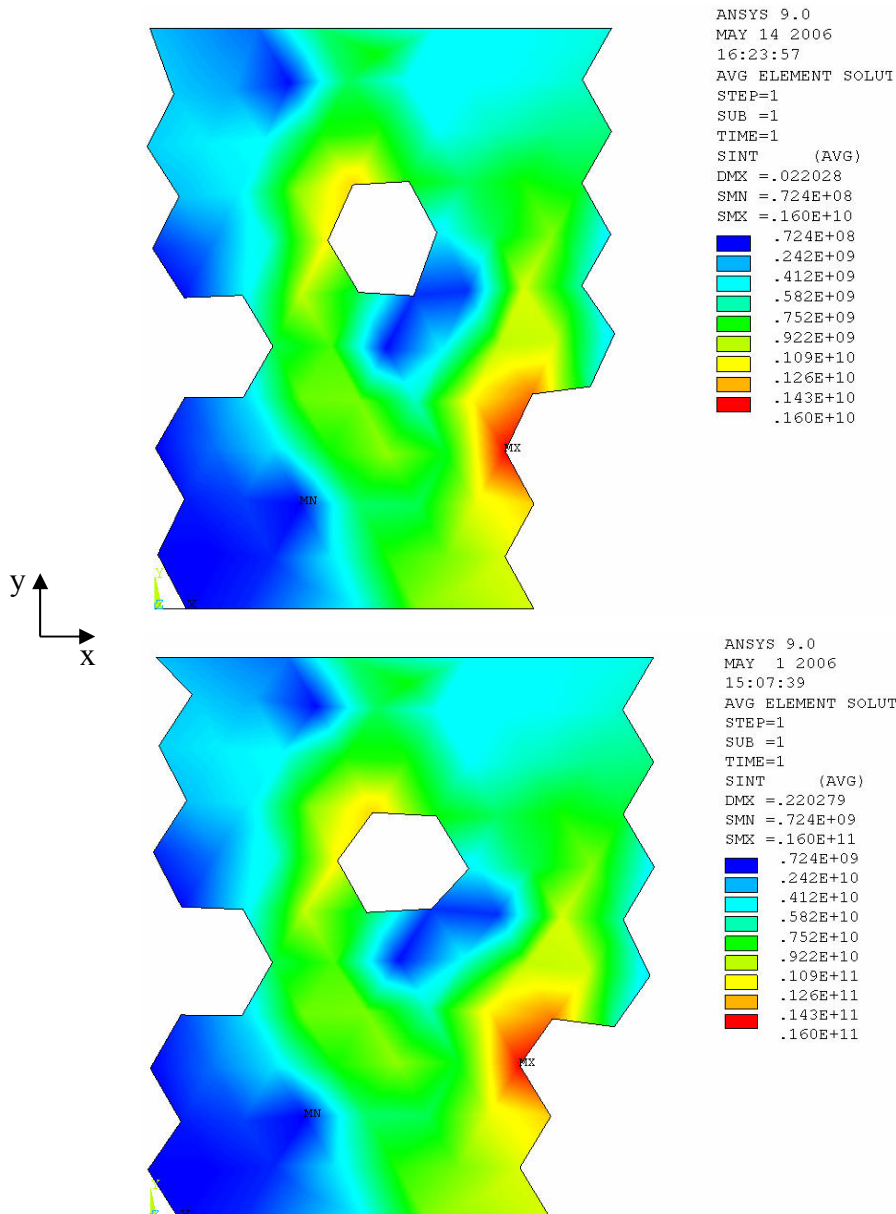 ANSYS 9.0
MAY 14 2006
16:23:57
AVG ELEMENT SOLUT
STEP=1
SUB =1
TIME=1
SINT (AVG)
DMX =.022028
SMN =.724E+08
SMX =.160E+10
.724E+08
.242E+09
.412E+09
.582E+09
.752E+09
.922E+09
.109E+10
.126E+10
.143E+10
.160E+10
MX
MN
Y
Z
X
y
x
ANSYS 9.0
MAY 1 2006
15:07:39
AVG ELEMENT SOLUT
STEP=1
SUB =1
TIME=1
SINT (AVG)
DMX =.220279
SMN =.724E+09
SMX =.160E+11
.724E+09
.242E+10
.412E+10
.582E+10
.752E+10
.922E+10
.109E+11
.126E+11
.143E+11
.160E+11
MX
MN
Y